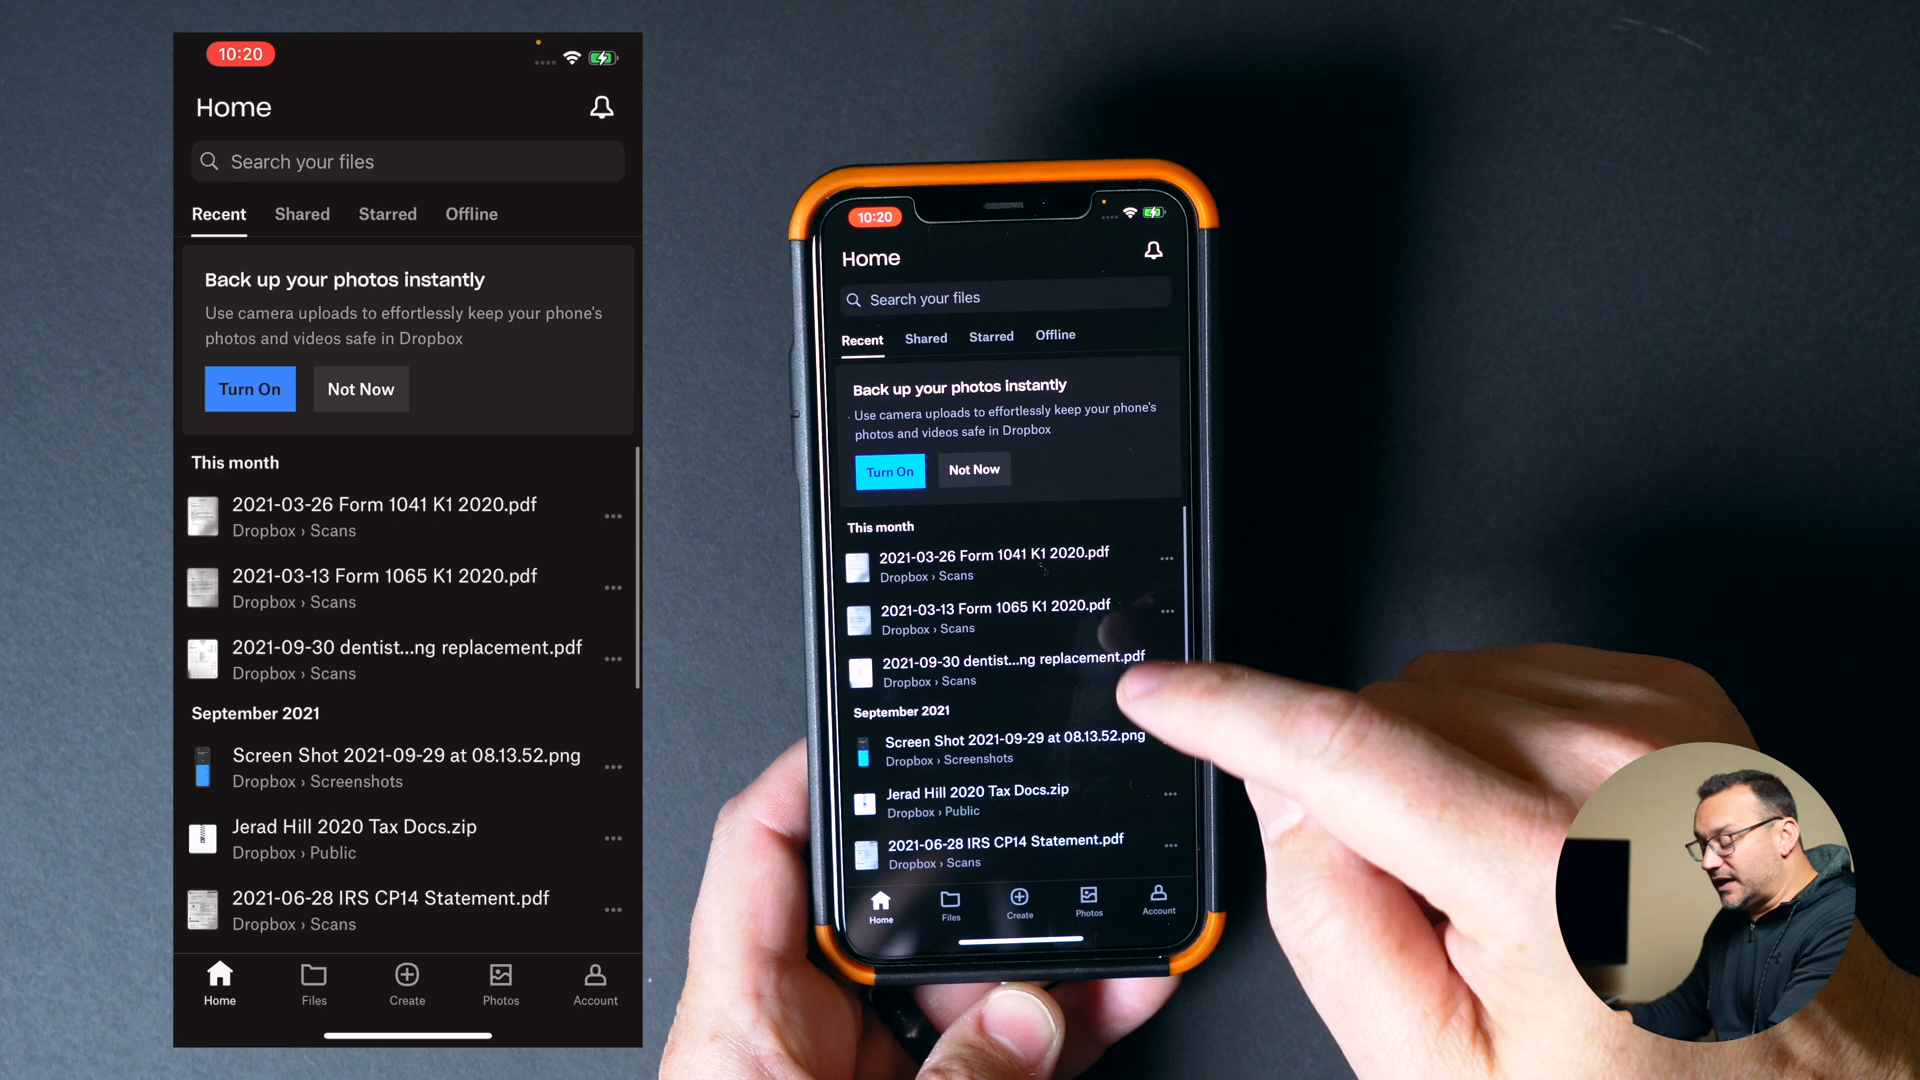 10:20
Home
Search your files
Recent Shared Starred Offline
Back up your photos instantly
Use camera uploads to effortlessly keep your phone's
photos and videos safe in Dropbox
Turn On Not Now
This month
2021-03-26 Form 1041 K1 2020.pdf
Dropbox › Scans
2021-03-13 Form 1065 K1 2020.pdf
Dropbox › Scans
2021-09-30 dentist...ng replacement.pdf
Dropbox › Scans
September 2021
Screen Shot 2021-09-29 at 08.13.52.png
Dropbox › Screenshots
Jerad Hill 2020 Tax Docs.zip
Dropbox › Public
2021-06-28 IRS CP14 Statement.pdf
Dropbox › Scans
Home Files Create Photos Account
10:20
Home
Search your files
Recent Shared Starred Offline
Back up your photos instantly
Use camera uploads to effortlessly keep your phone's
photos and videos safe in Dropbox
Turn On Not Now
This month
2021-03-26 Form 1041 K1 2020.pdf
Dropbox › Scans
2021-03-13 Form 1065 K1 2020.pdf
Dropbox › Scans
2021-09-30 dentist...ng replacement.pdf
Dropbox › Scans
September 2021
Screen Shot 2021-09-29 at 08.13.52.png
Dropbox › Screenshots
Jerad Hill 2020 Tax Docs.zip
Dropbox › Public
2021-06-28 IRS CP14 Statement.pdf
Dropbox › Scans
Home Files Create Photos Account